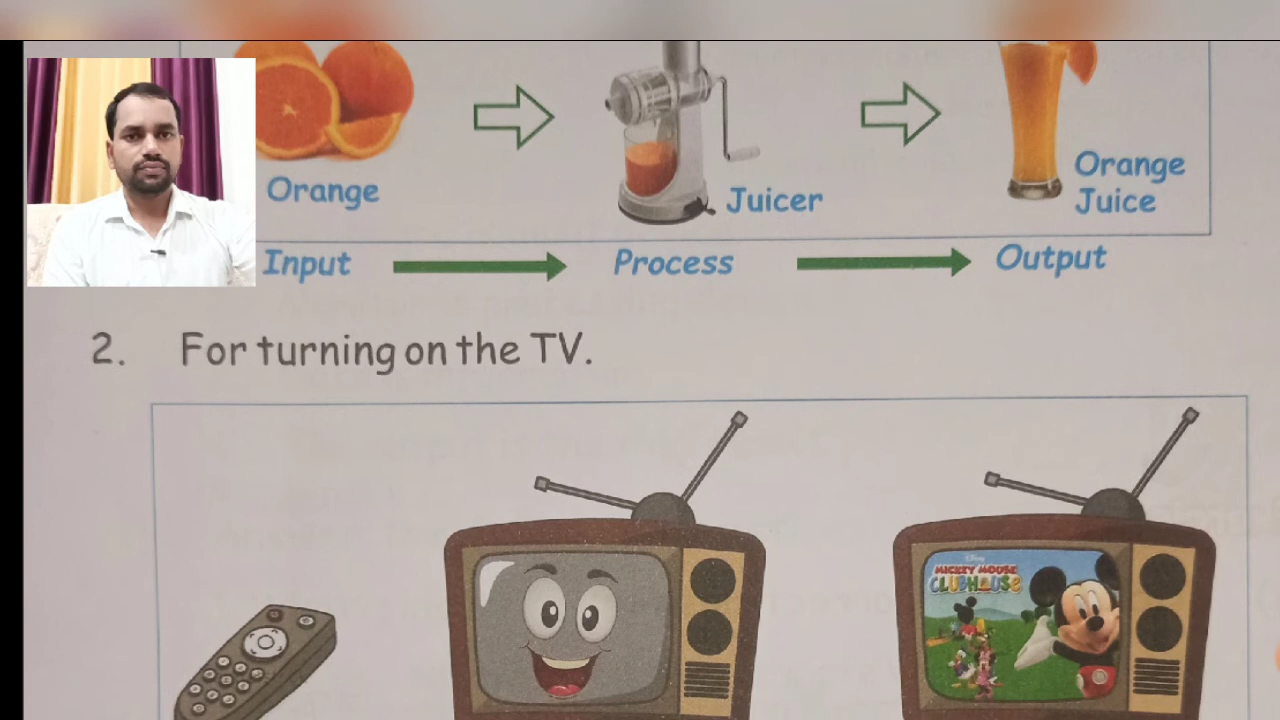 Orange
Juicer
Orange
Juice
Input
Process
Output
2. For turning on the TV.
Disney
MICKEY MOUSE
CLUBHOUSE